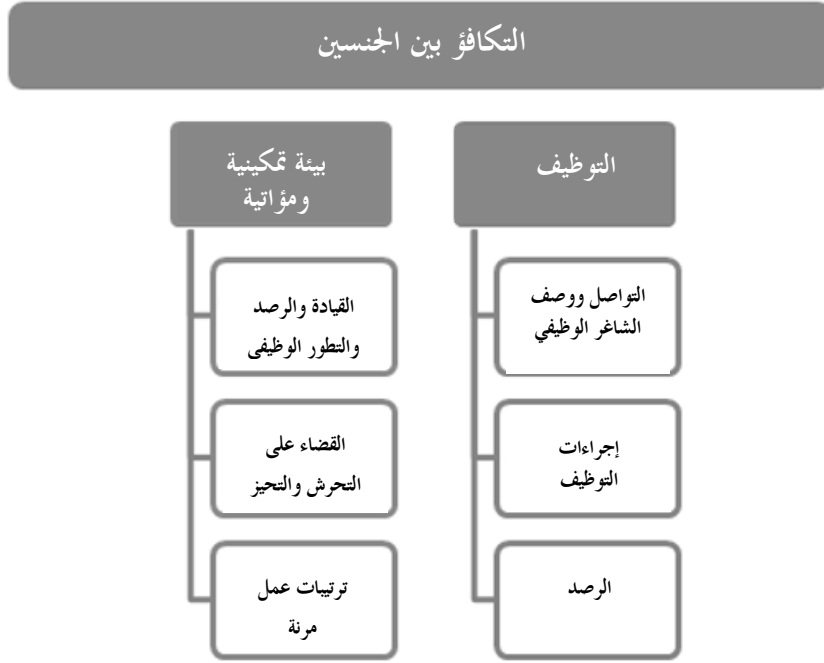 التكافؤ بين الجنسين
التوظيف
التواصل ووصف
الشاغر الوظيفي
إجراءات
التوظيف
الرصد
بيئة تمكينية
ومؤاتية
القيادة والرصد
والتطور الوظيفى
القضاء على
التحرش والتحيز
ترتيبات عمل
مرنة